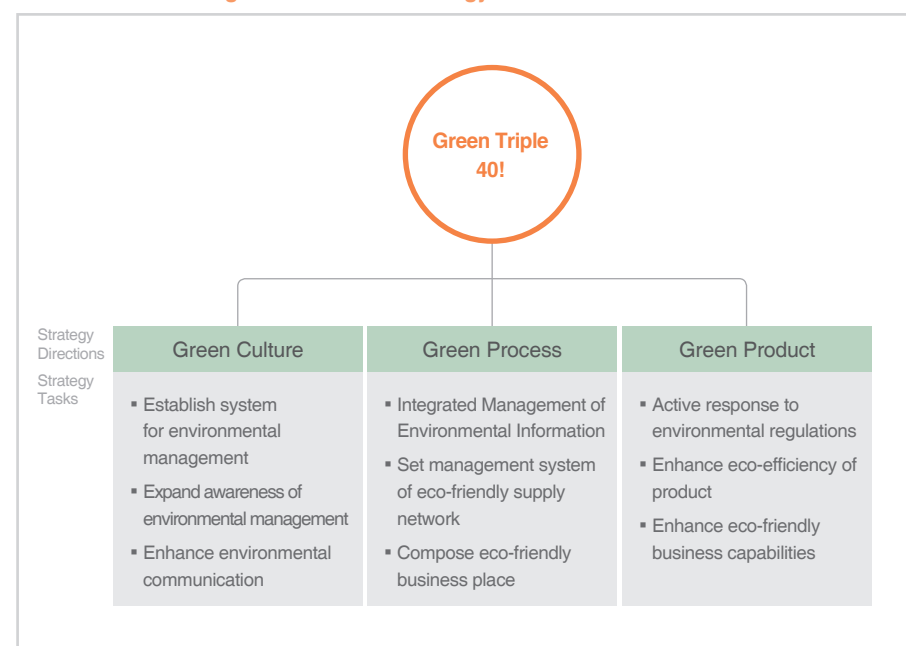 Green Triple
40!
Strategy
Directions
Green Culture
Green Process
Green Product
Strategy
Tasks
▪ Establish system
for environmental
management
▪ Expand awareness of
environmental management
▪ Enhance environmental
communication
▪ Integrated Management of
Environmental Information
▪ Set management system
of eco-friendly supply
network
▪ Compose eco-friendly
business place
▪ Active response to
environmental regulations
▪ Enhance eco-efficiency of
product
▪ Enhance eco-friendly
business capabilities